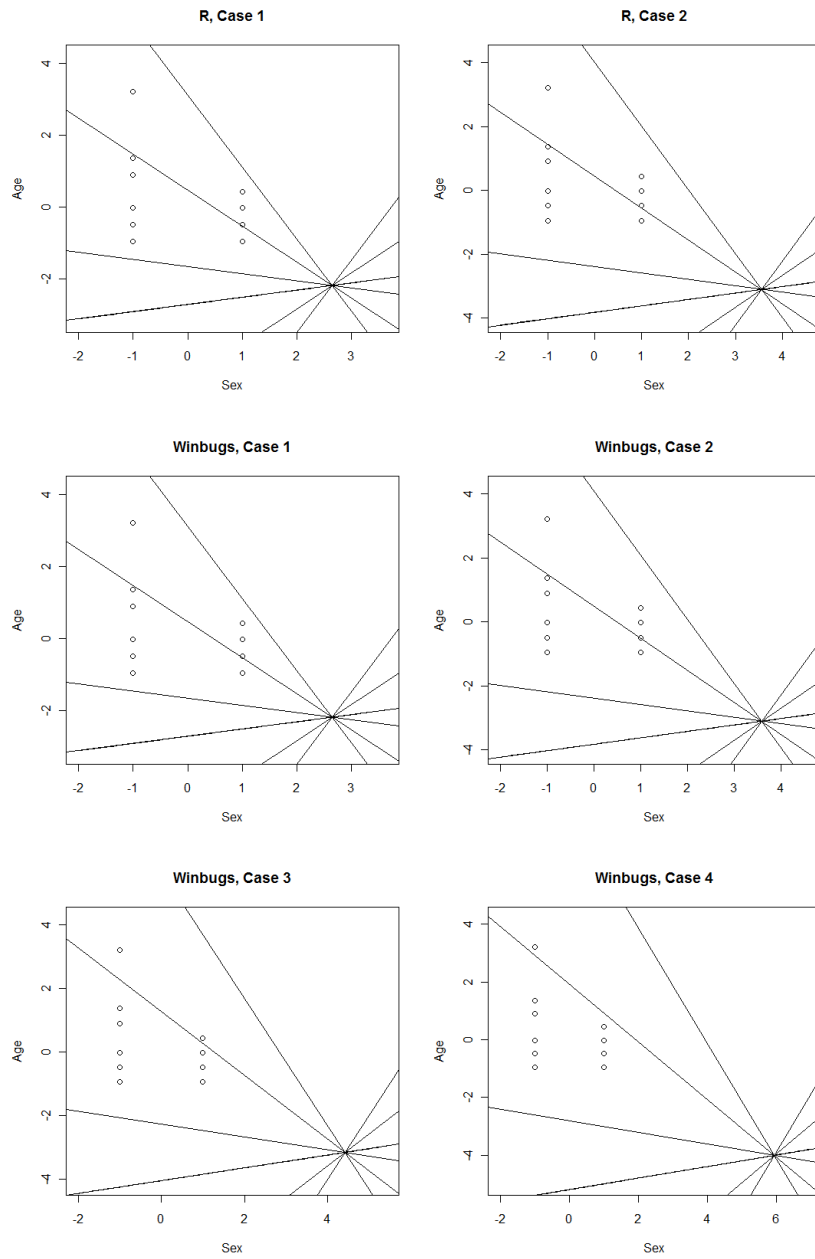 R, Case 1
4
2
0
-2
Age
-2 -1 0 1 2 3
Sex
R, Case 2
4
2
0
-2
-4
Age
-2 -1 0 1 2 3 4
Sex
Winbugs, Case 1
4
2
0
-2
Age
-2 -1 0 1 2 3
Sex
Winbugs, Case 2
4
2
0
-2
-4
Age
-2 -1 0 1 2 3 4
Sex
Winbugs, Case 3
4
2
0
-2
-4
Age
-2 0 2 4
Sex
Winbugs, Case 4
4
2
0
-2
-4
Age
-2 0 2 4 6
Sex